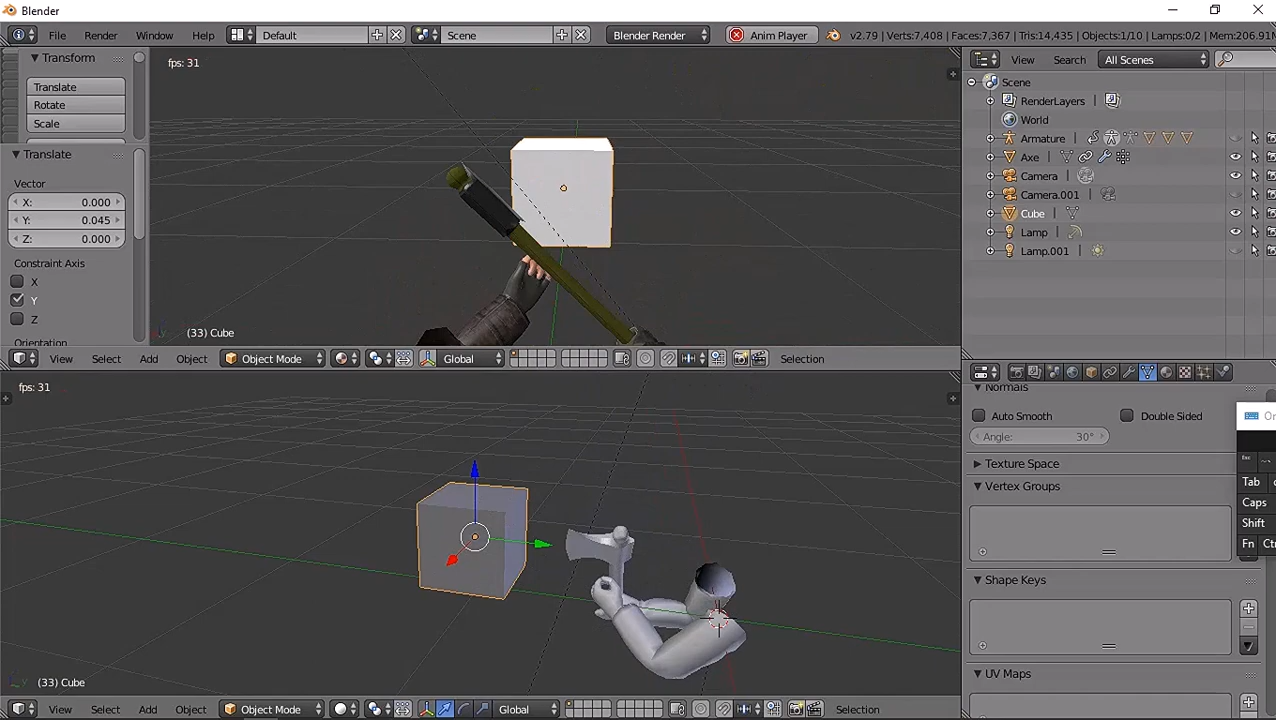 Blender
File Render Window Help Default Scene Blender Render Anim Player v2.79 | Verts:7,408 | Faces:7,367 | Tris:14,435 | Objects:1/10 | Lamps:0/2 | Mem:206.91M
Transform
Translate
Rotate
Scale
Translate
Vector
X: 0.000
Y: 0.045
Z: 0.000
Constraint Axis
X
Y
Z
Orientation
fps: 31
(33) Cube
View Select Add Object Object Mode Global Selection
fps: 31
(33) Cube
View Select Add Object Object Mode Global Selection
View Search All Scenes
Scene
RenderLayers
World
Armature
Axe
Camera
Camera.001
Cube
Lamp
Lamp.001
Normals
Auto Smooth Double Sided
Angle: 30°
Texture Space
Vertex Groups
Shape Keys
UV Maps
Tab
Caps
Shift
Fn